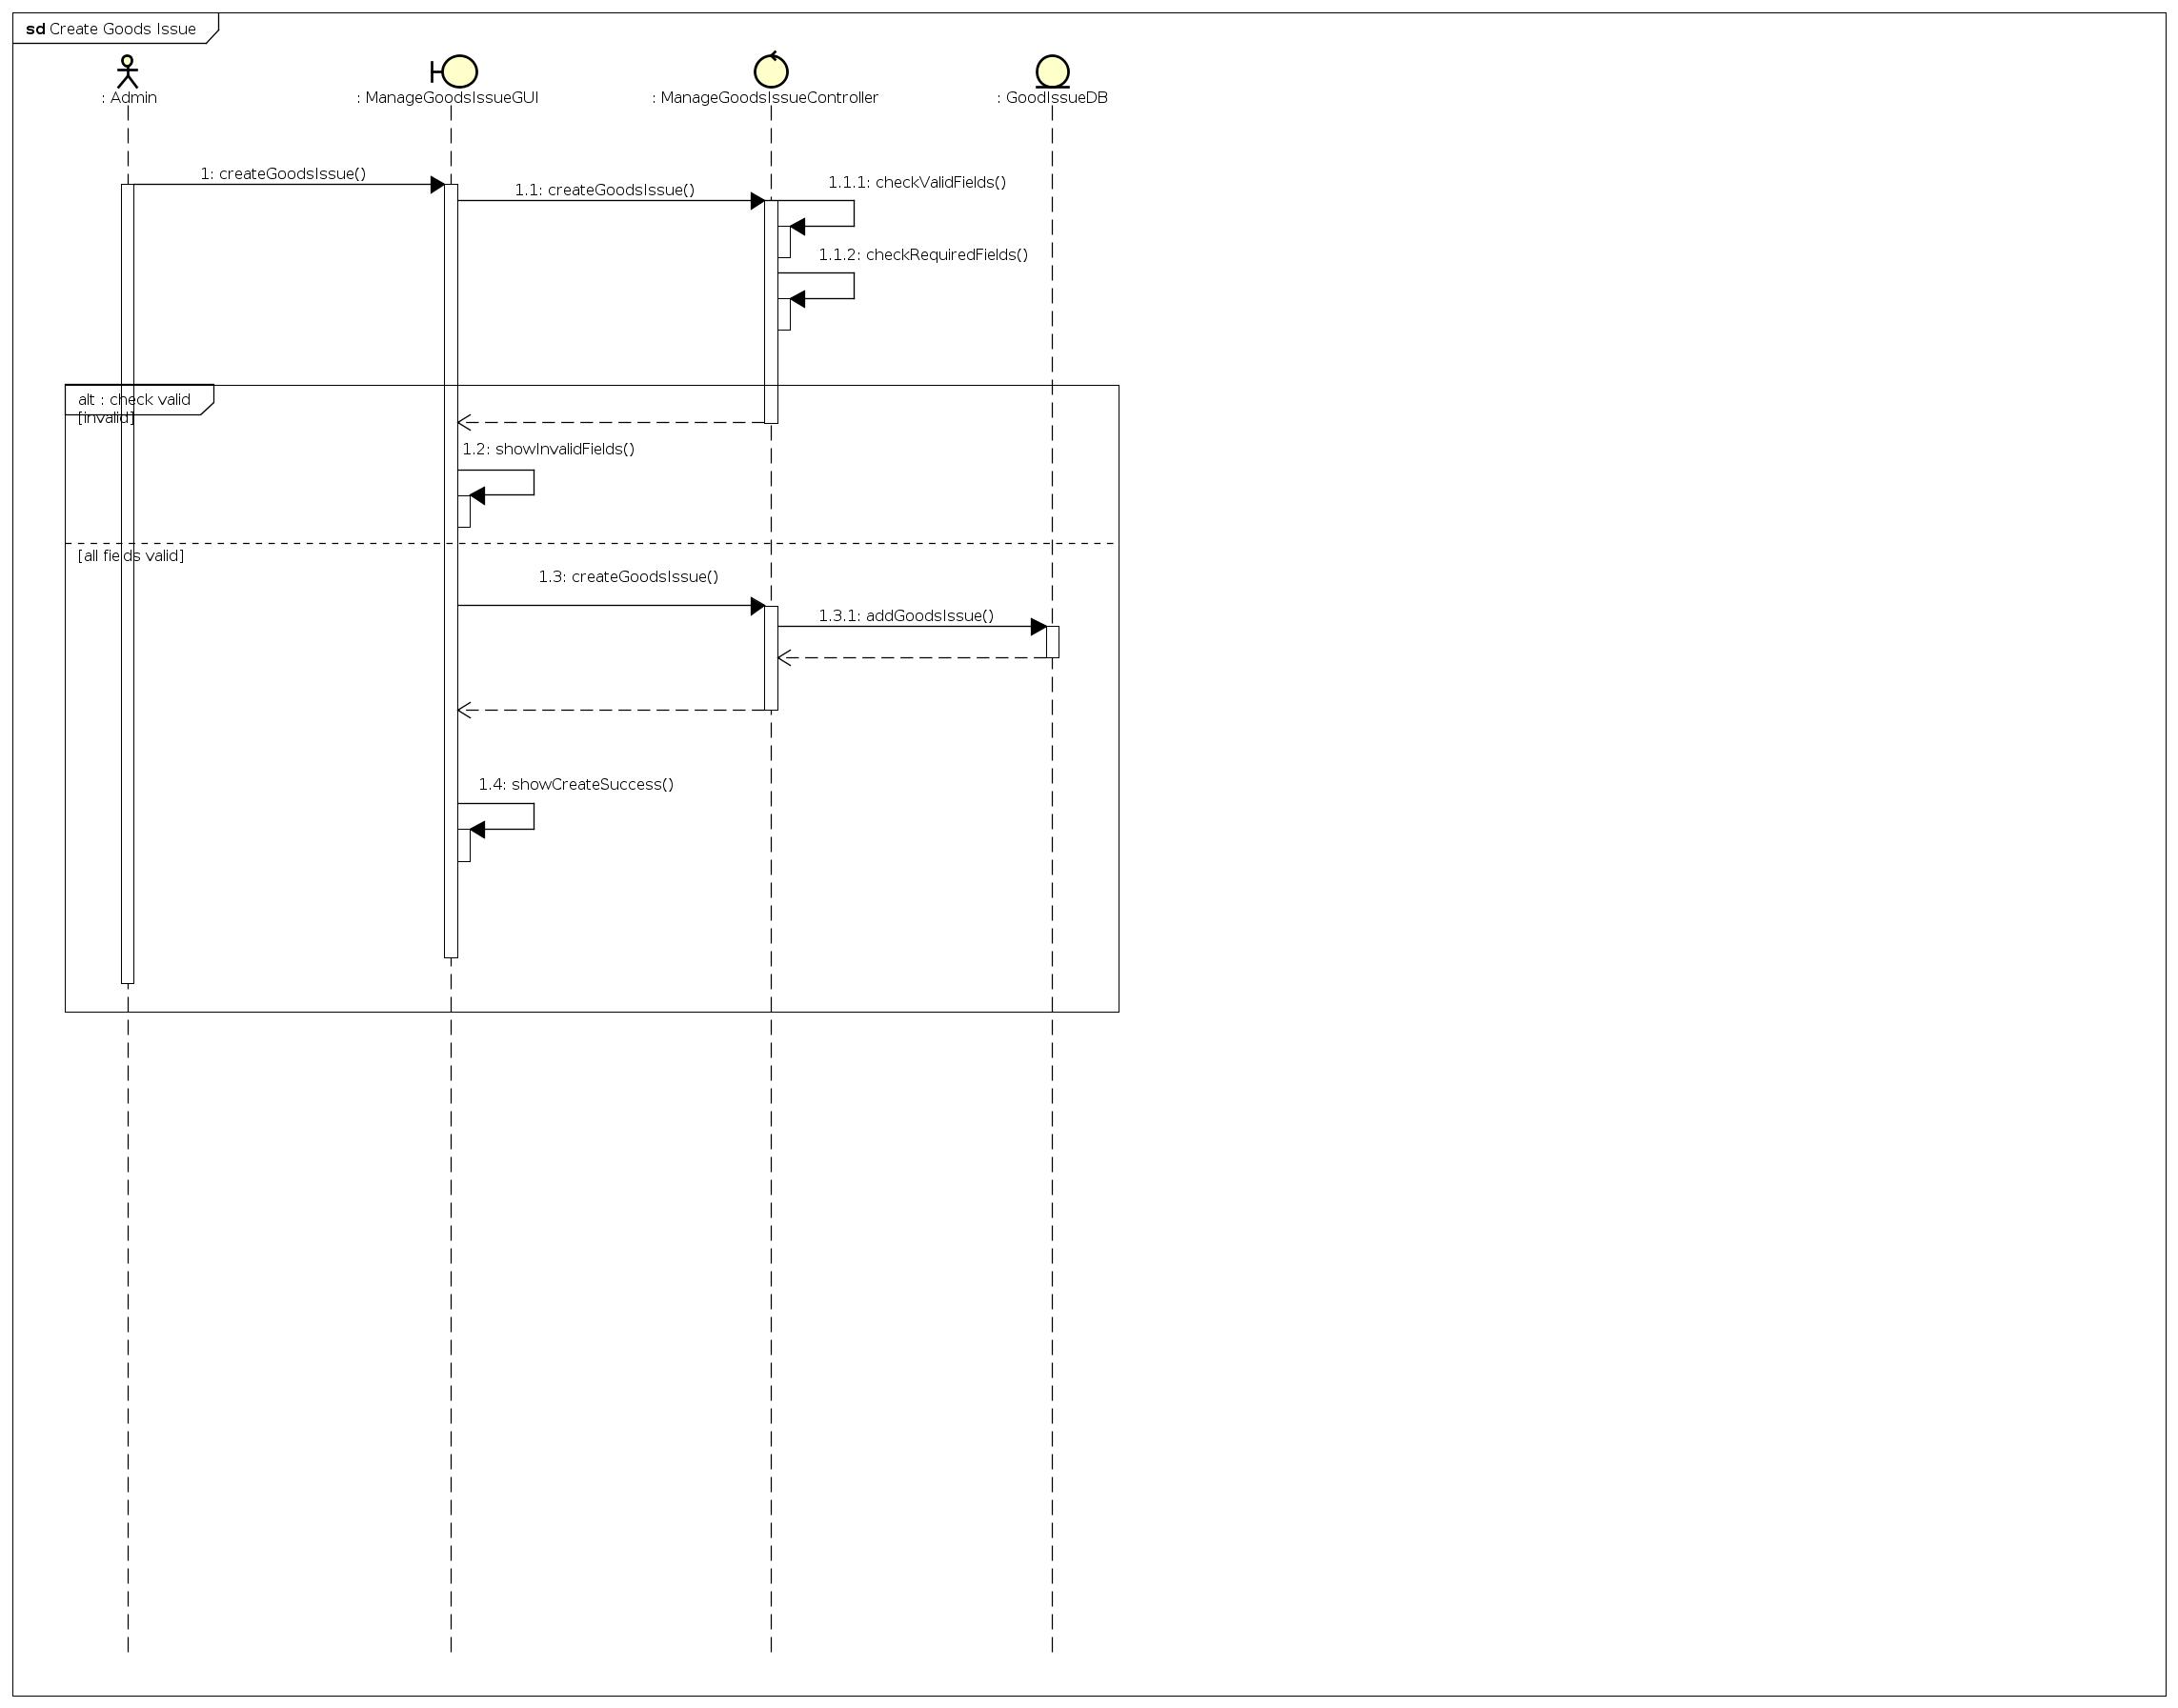 sd Create Goods Issue
: Admin
: ManageGoodsIssueGUI
: ManageGoodsIssueController
: GoodIssueDB
1: createGoodsIssue()
1.1: createGoodsIssue()
1.1.1: checkValidFields()
1.1.2: checkRequiredFields()
alt : check valid
[invalid]
1.2: showInvalidFields()
[all fields valid]
1.3: createGoodsIssue()
1.3.1: addGoodsIssue()
1.4: showCreateSuccess()